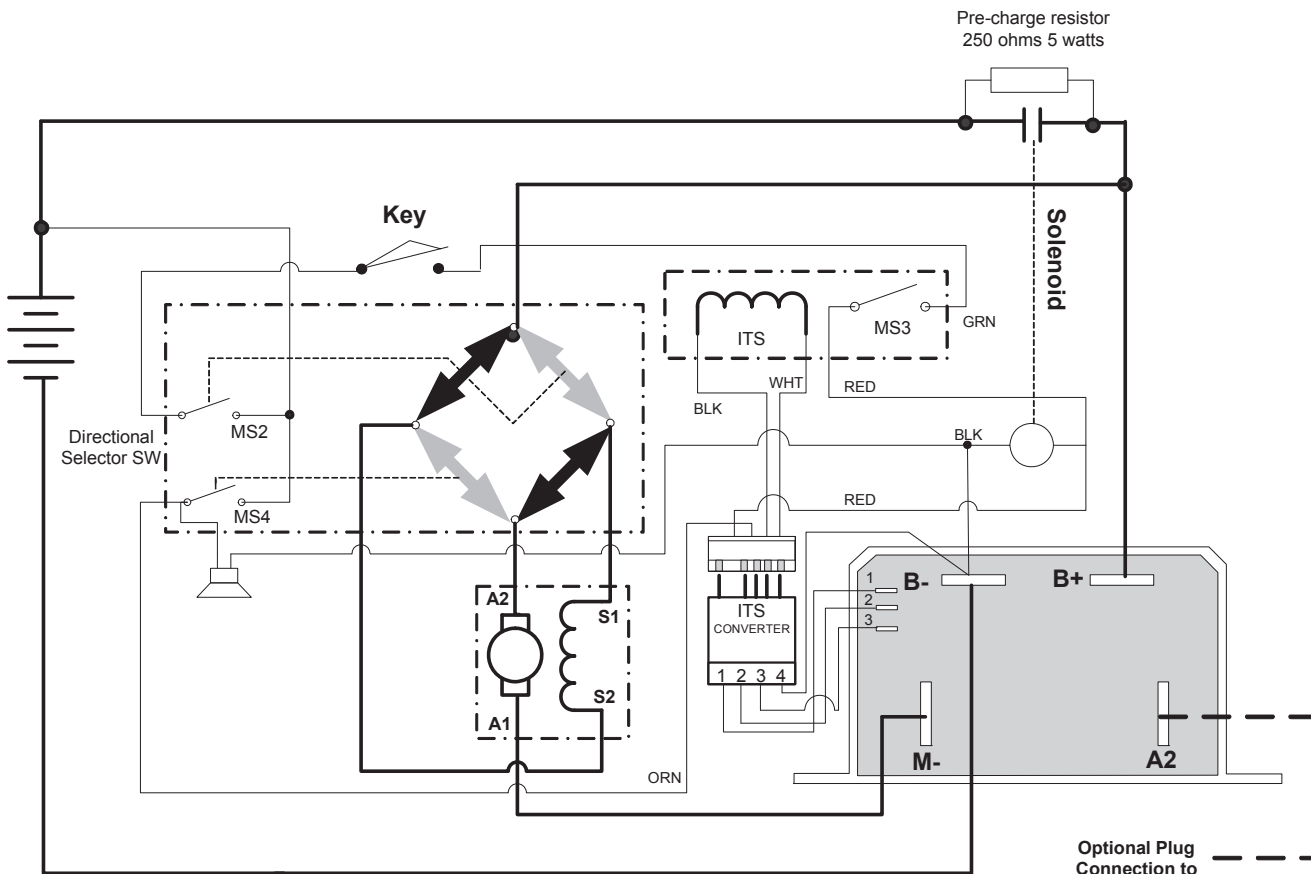 Pre-charge resistor
250 ohms 5 watts
Key
Solenoid
ITS
MS3
GRN
WHT
RED
BLK
MS2
Directional
Selector SW
BLK
MS4
RED
1
2
3
B-
B+
A2
S1
ITS
CONVERTER
S2
1 2 3 4
A1
M-
A2
ORN
Optional Plug
Connection to